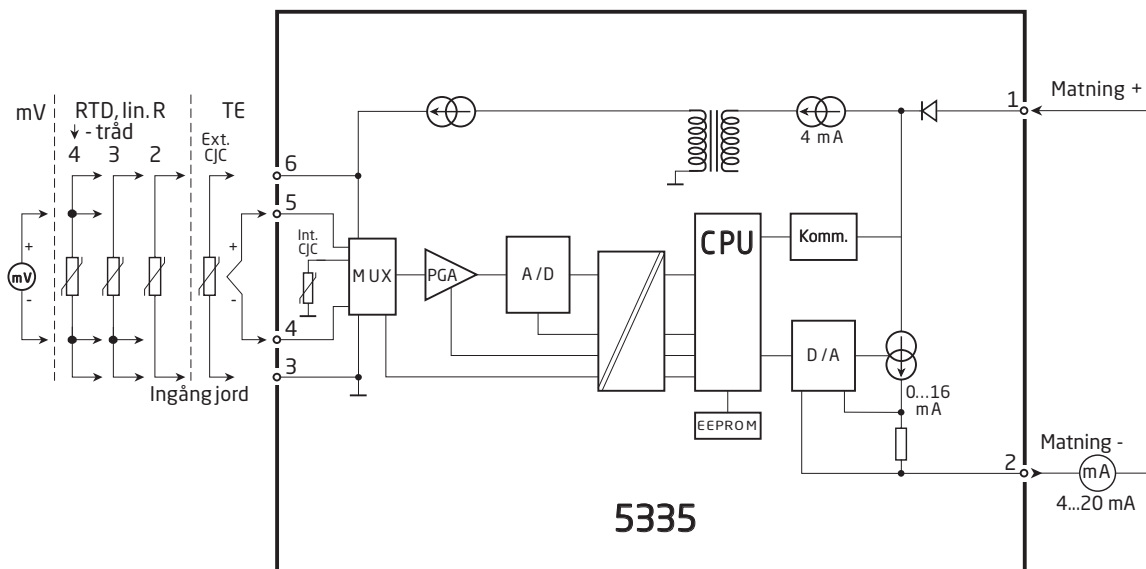 mV
RTD, lin. R
- tråd
4
3
2
TE
Ext.
CJC
+
mV
-
+
-
Ingång jord
6
5
4
3
Int.
CJC
MUX
PGA
A/D
CPU
Komm.
D/A
EEPROM
4 mA
0...16
mA
1
Matning +
2
Matning -
mA
4...20 mA
5335